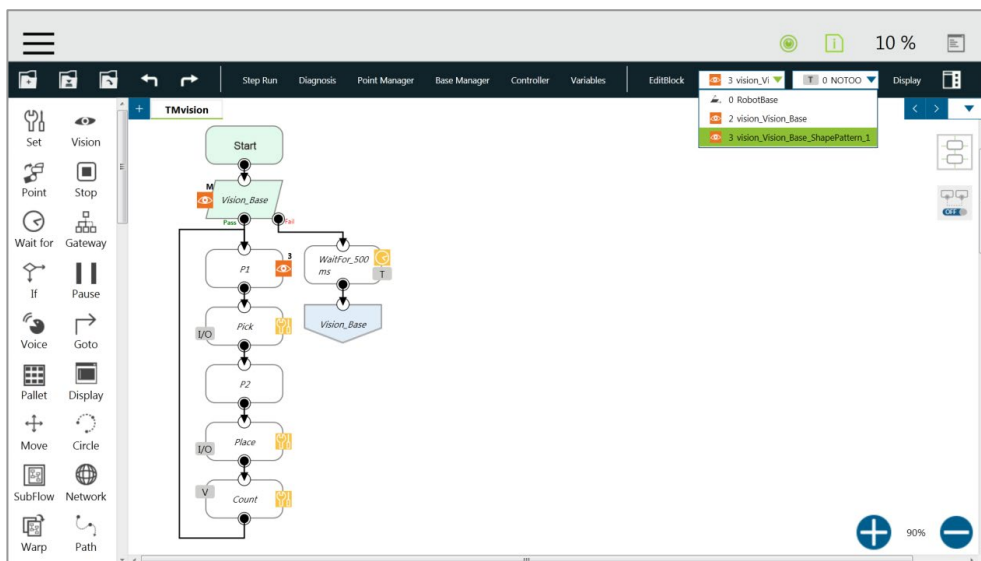 i 10 %
Step Run Diagnosis Point Manager Base Manager Controller Variables EditBlock 3 vision_Vi T 0 NOTOO Display
0 RobotBase
2 vision_Vision_Base
3 vision_Vision_Base_ShapePattern_1
+ TMvision < >
Set Vision
Point Stop
Wait for Gateway
If Pause
Voice Goto
Pallet Display
Move Circle
SubFlow Network
Warp Path
Start
M
Vision_Base
Pass Fail
3
P1
WaitFor_500
ms
T
I/O Pick
Vision_Base
P2
I/O Place
V
Count
OFF
90%